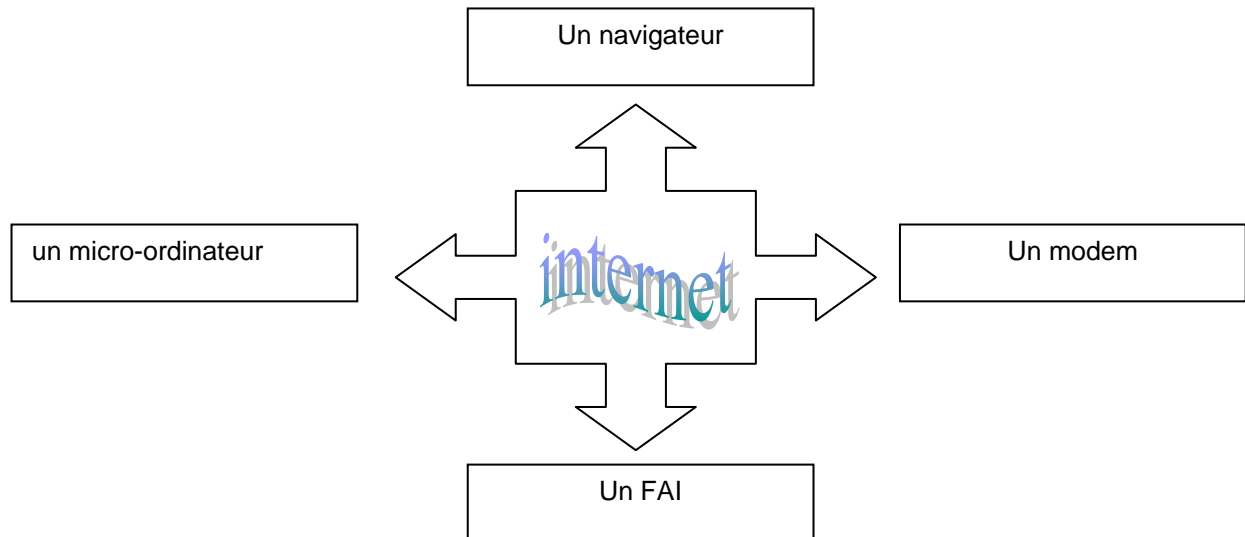 Un navigateur
un micro-ordinateur
internet
Un modem
Un FAI